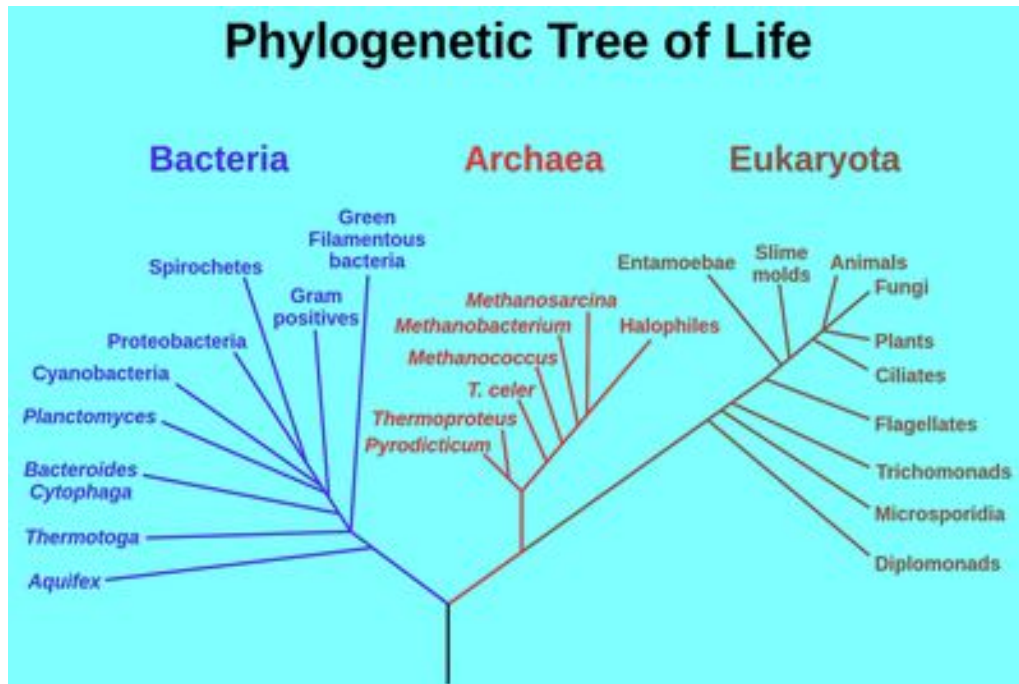 Phylogenetic Tree of Life
Bacteria
Archaea
Eukaryota
Green
Filamentous
bacteria
Spirochetes
Gram
positives
Proteobacteria
Cyanobacteria
Planctomyces
Bacteroides
Cytophaga
Thermotoga
Aquifex
Methanosarcina
Methanobacterium
Halophiles
Methanococcus
T. celer
Thermoproteus
Pyrodicticum
Entamoebae
Slime
molds
Animals
Fungi
Plants
Ciliates
Flagellates
Trichomonads
Microsporidia
Diplomonads